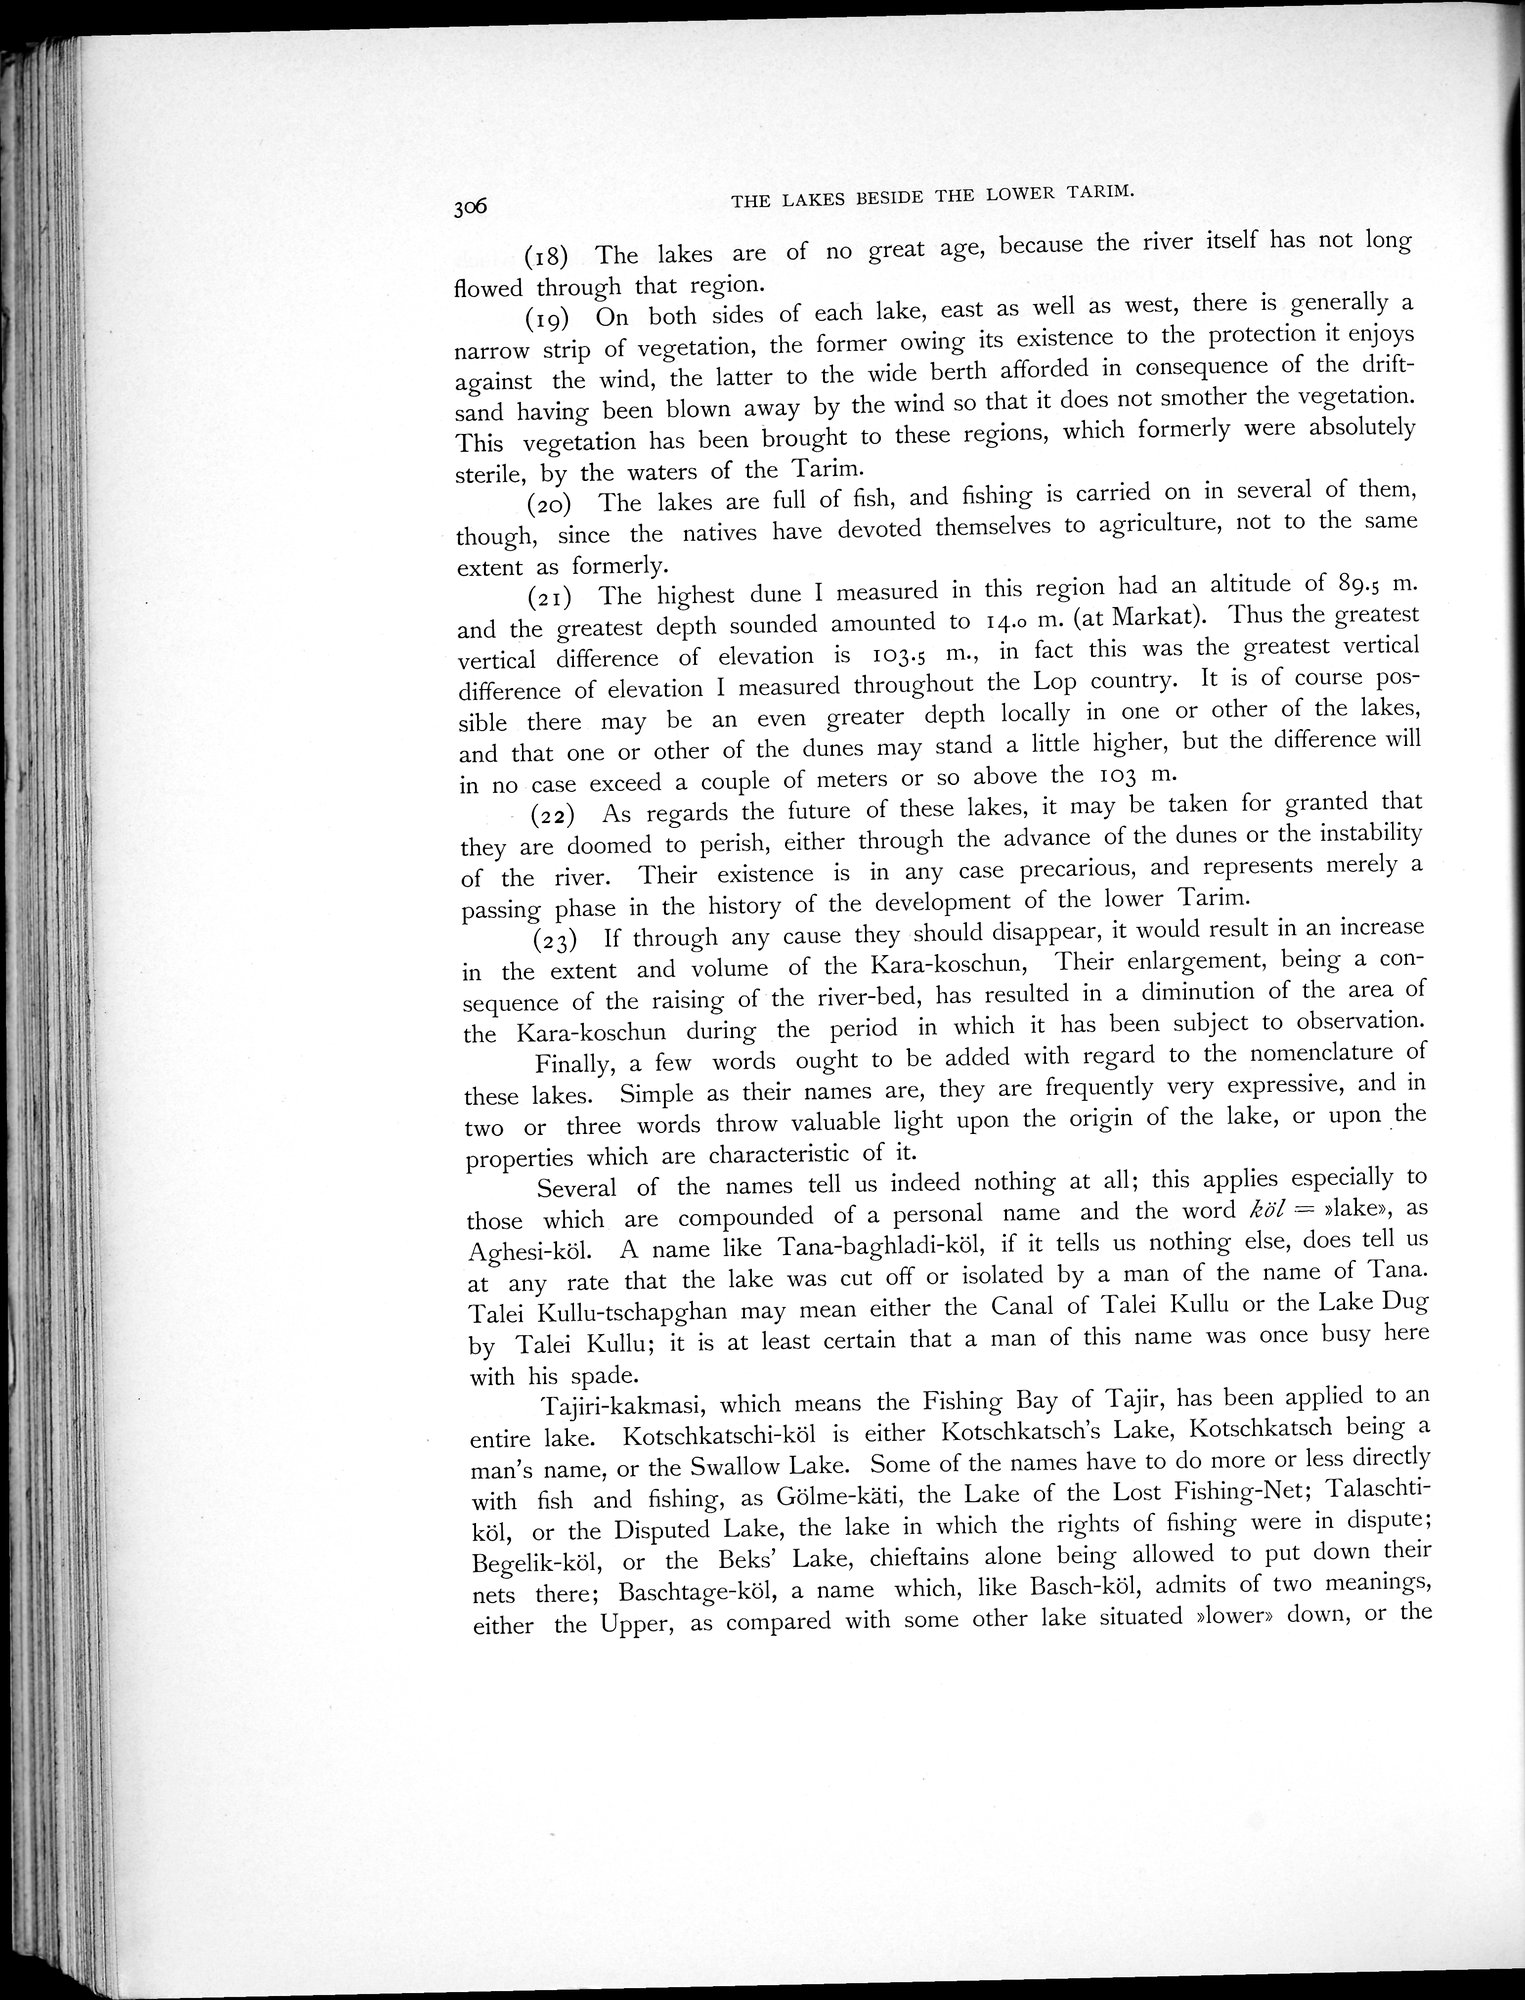 306
THE LAKES BESIDE THE LOWER TARIM.
(18) The lakes are of no great age, because the river itself has not long
flowed through that region.
(19) On both sides of each lake, east as well as west, there is generally a
narrow strip of vegetation, the former owing its existence to the protection it enjoys
against the wind, the latter to the wide berth afforded in consequence of the drift-
sand having been blown away by the wind so that it does not smother the vegetation.
This vegetation has been brought to these regions, which formerly were absolutely
sterile, by the waters of the Tarim.
(20) The lakes are full of fish, and fishing is carried on in several of them,
though, since the natives have devoted themselves to agriculture, not to the same
extent as formerly.
(21) The highest dune I measured in this region had an altitude of 89.5 m.
and the greatest depth sounded amounted to 14.0 m. (at Markat). Thus the greatest
vertical difference of elevation is 103.5 m., in fact this was the greatest vertical
difference of elevation I measured throughout the Lop country. It is of course pos-
sible there may be an even greater depth locally in one or other of the lakes,
and that one or other of the dunes may stand a little higher, but the difference will
in no case exceed a couple of meters or so above the 103 m.
(22) As regards the future of these lakes, it may be taken for granted that
they are doomed to perish, either through the advance of the dunes or the instability
of the river. Their existence is in any case precarious, and represents merely a
passing phase in the history of the development of the lower Tarim.
(23) If through any cause they should disappear, it would result in an increase
in the extent and volume of the Kara-koschun, Their enlargement, being a con-
sequence of the raising of the river-bed, has resulted in a diminution of the area of
the Kara-koschun during the period in which it has been subject to observation.
Finally, a few words ought to be added with regard to the nomenclature of
these lakes. Simple as their names are, they are frequently very expressive, and in
two or three words throw valuable light upon the origin of the lake, or upon the
properties which are characteristic of it.
Several of the names tell us indeed nothing at all; this applies especially to
those which are compounded of a personal name and the word köl = »lake», as
Aghesi-köl. A name like Tana-baghladi-köl, if it tells us nothing else, does tell us
at any rate that the lake was cut off or isolated by a man of the name of Tana.
Talei Kullu-tschapghan may mean either the Canal of Talei Kullu or the Lake Dug
by Talei Kullu; it is at least certain that a man of this name was once busy here
with his spade.
Tajiri-kakmasi, which means the Fishing Bay of Tajir, has been applied to an
entire lake. Kotschkatschi-köl is either Kotschkatsch's Lake, Kotschkatsch being a
man's name, or the Swallow Lake. Some of the names have to do more or less directly
with fish and fishing, as Gölme-käti, the Lake of the Lost Fishing-Net; Talaschti-
köl, or the Disputed Lake, the lake in which the rights of fishing were in dispute;
Begelik-köl, or the Beks' Lake, chieftains alone being allowed to put down their
nets there; Baschtage-köl, a name which, like Basch-köl, admits of two meanings,
either the Upper, as compared with some other lake situated »lower» down, or the